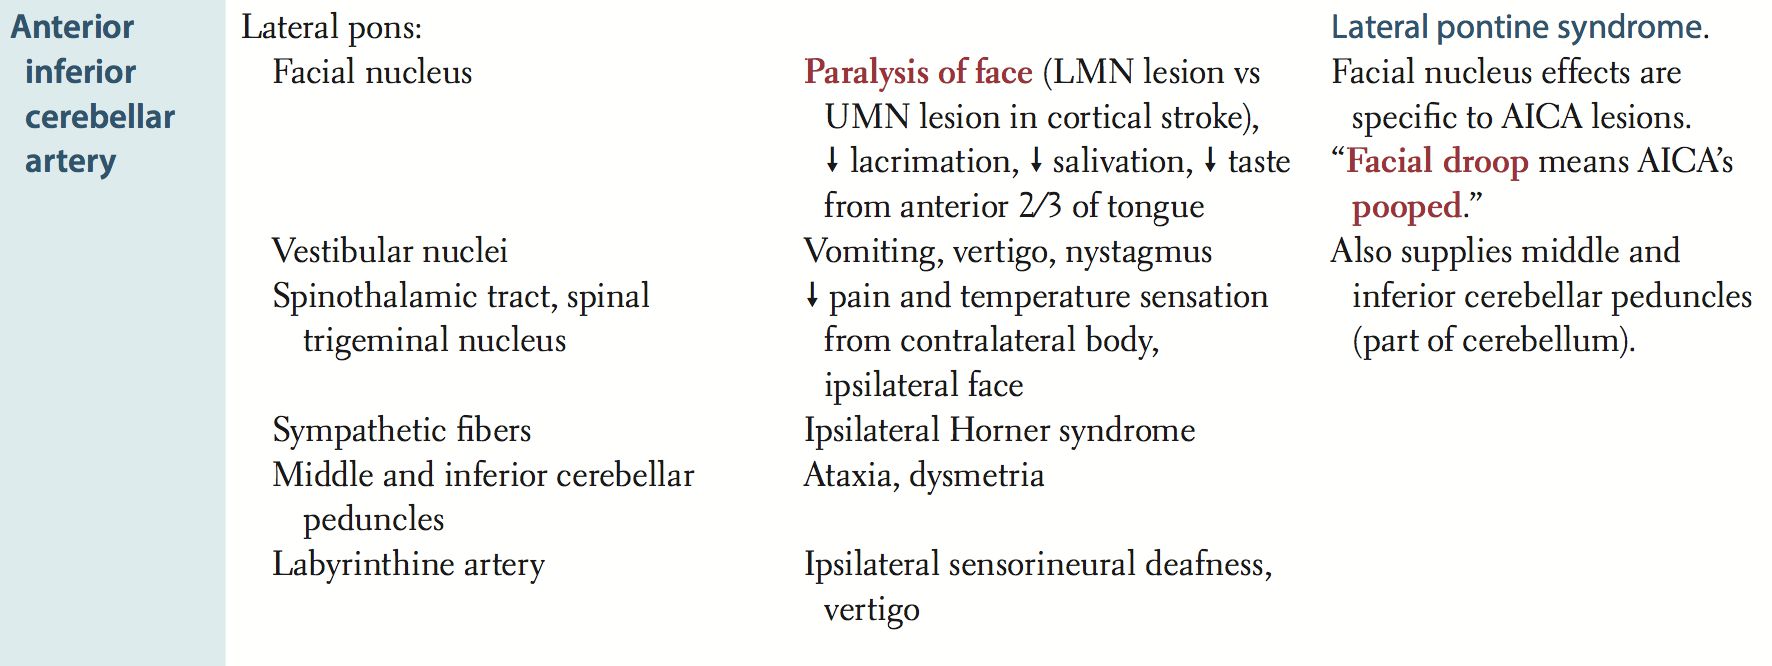 Anterior
inferior
cerebellar
artery
Lateral pons:
Facial nucleus
Paralysis of face (LMN lesion vs
UMN lesion in cortical stroke),
↓ lacrimation, ↓ salivation, ↓ taste
from anterior 2/3 of tongue
Vestibular nuclei
Vomiting, vertigo, nystagmus
Spinothalamic tract, spinal
trigeminal nucleus
↓ pain and temperature sensation
from contralateral body,
ipsilateral face
Sympathetic fibers
Ipsilateral Horner syndrome
Middle and inferior cerebellar
peduncles
Ataxia, dysmetria
Labyrinthine artery
Ipsilateral sensorineural deafness,
vertigo
Lateral pontine syndrome.
Facial nucleus effects are
specific to AICA lesions.
“Facial droop means AICA’s
pooped.”
Also supplies middle and
inferior cerebellar peduncles
(part of cerebellum).